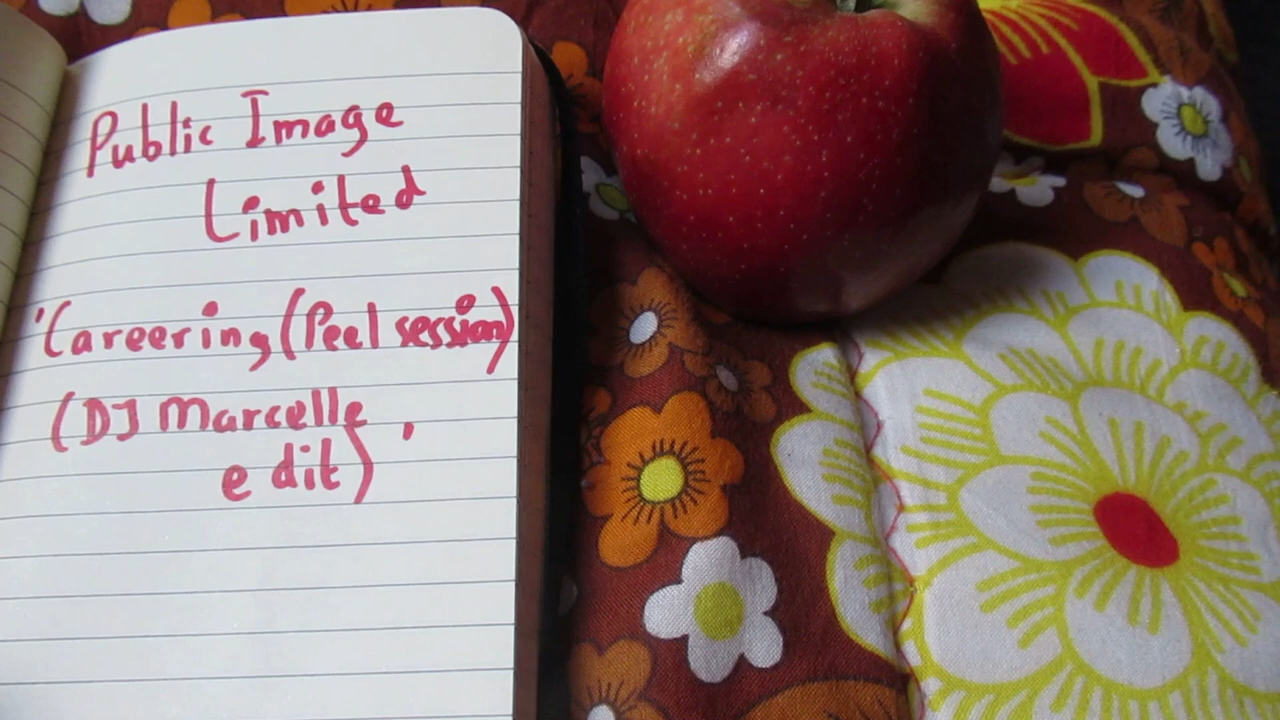 Public Image
Limited
'Careering (Peel session)
(DJ Marcelle
edit)'